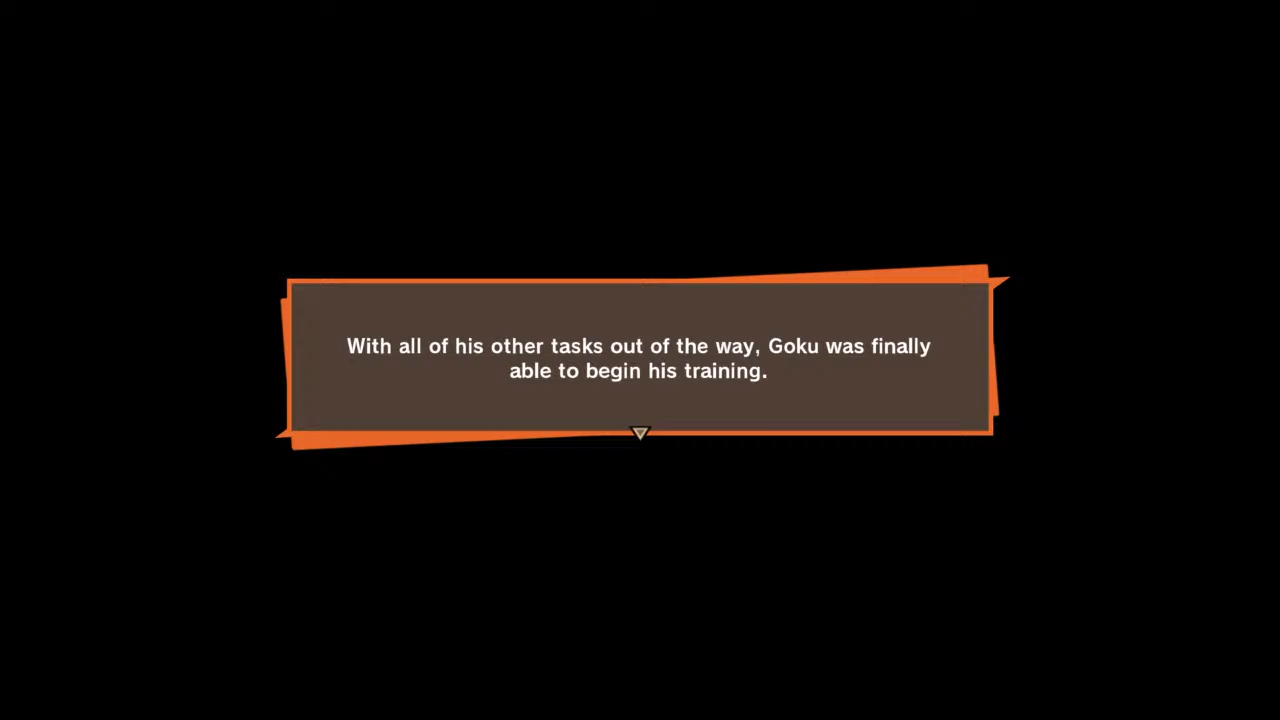 With all of his other tasks out of the way, Goku was finally
able to begin his training.